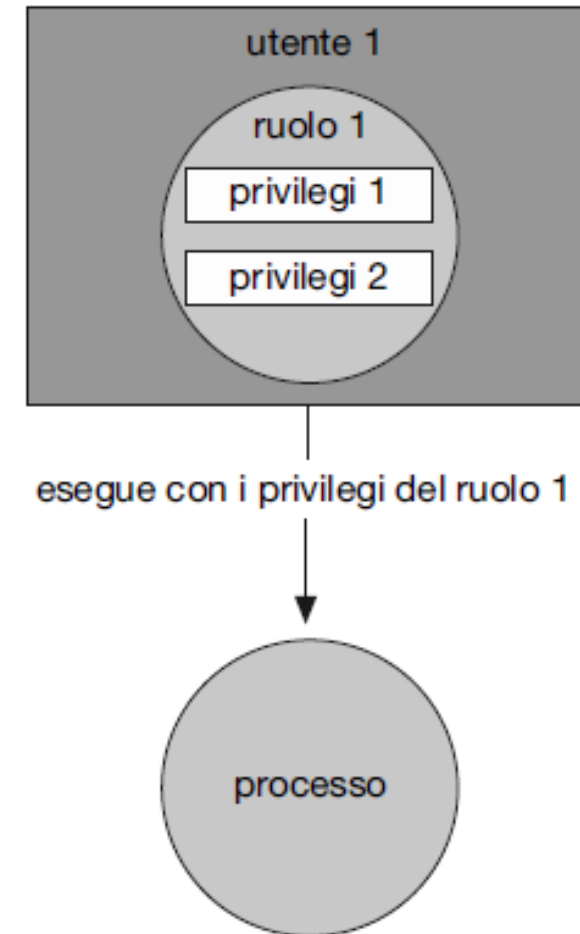 utente 1
ruolo 1
privilegi 1
privilegi 2
esegue con i privilegi del ruolo 1
processo